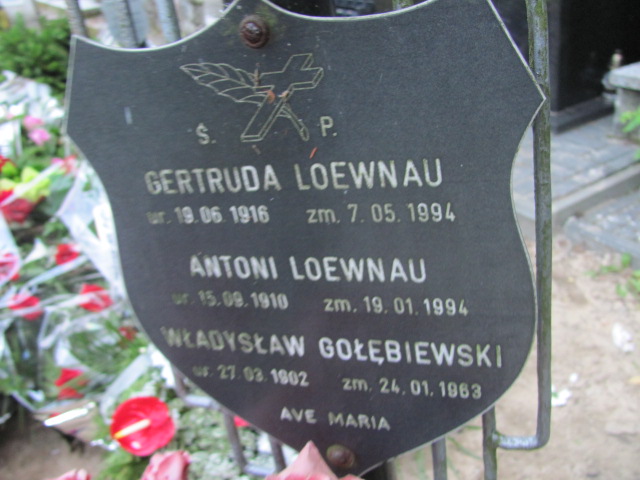 Ś. P.
GERTRUDA LOEWNAU
ur. 19.06 1916 zm. 7.05.1994
ANTONI LOEWNAU
ur. 15.09.1910 zm. 19.01.1994
WŁADYSŁAW GOŁĘBIEWSKI
ur. 27.03.1902 zm. 24.01.1963
AVE MARIA